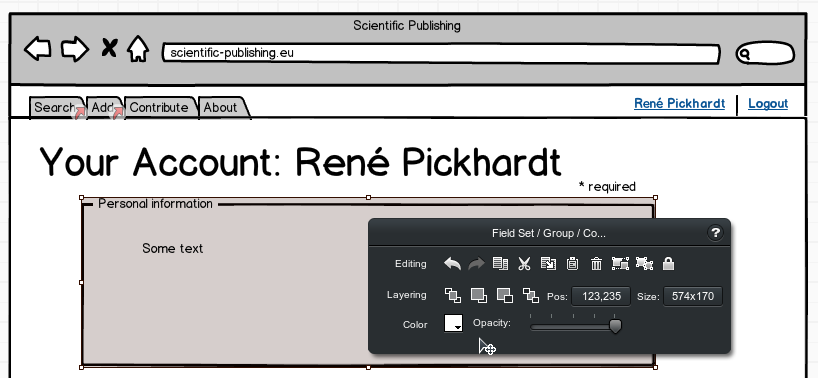 Scientific Publishing
scientific-publishing.eu
Search Add Contribute About
René Pickhardt Logout
Your Account: René Pickhardt
* required
Personal information
Some text
Field Set / Group / Co... ?
Editing
Layering Pos: 123,235 Size: 574x170
Color Opacity: